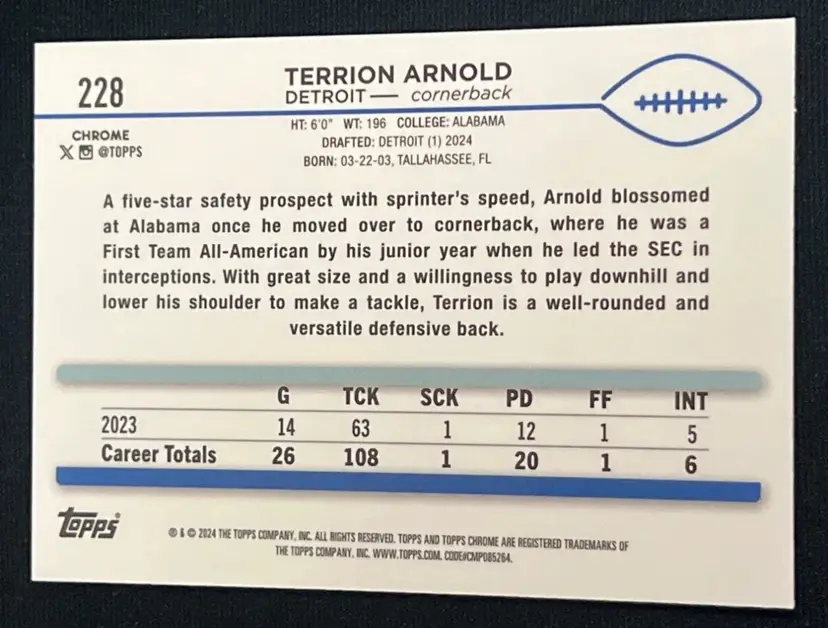 228
TERRION ARNOLD
DETROIT — cornerback
HT: 6'0" WT: 196 COLLEGE: ALABAMA
DRAFTED: DETROIT (1) 2024
BORN: 03-22-03, TALLAHASSEE, FL
CHROME
X @TOPPS
A five-star safety prospect with sprinter's speed, Arnold blossomed
at Alabama once he moved over to cornerback, where he was a
First Team All-American by his junior year when he led the SEC in
interceptions. With great size and a willingness to play downhill and
lower his shoulder to make a tackle, Terrion is a well-rounded and
versatile defensive back.
G TCK SCK PD FF INT
2023 14 63 1 12 1 5
Career Totals 26 108 1 20 1 6
topps
® & © 2024 THE TOPPS COMPANY, INC. ALL RIGHTS RESERVED. TOPPS AND TOPPS CHROME ARE REGISTERED TRADEMARKS OF
THE TOPPS COMPANY, INC. WWW.TOPPS.COM. CODE#CMP085264.